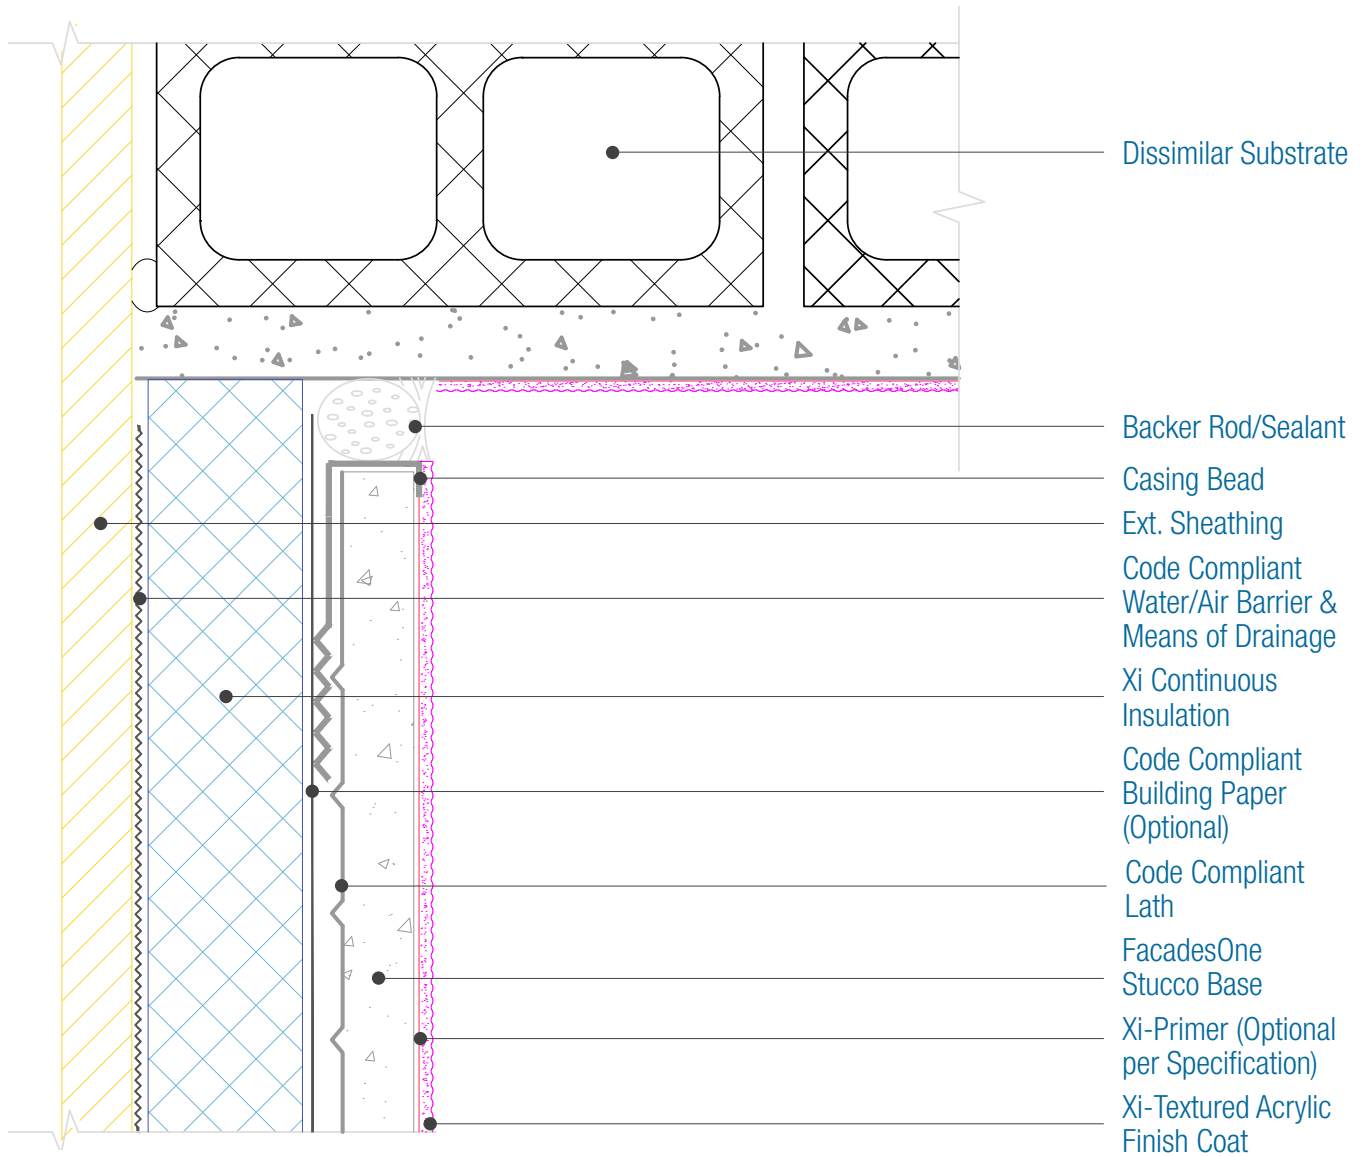 Dissimilar Substrate
Backer Rod/Sealant
Casing Bead
Ext. Sheathing
Code Compliant
Water/Air Barrier &
Means of Drainage
Xi Continuous
Insulation
Code Compliant
Building Paper
(Optional)
Code Compliant
Lath
FacadesOne
Stucco Base
Xi-Primer (Optional
per Specification)
Xi-Textured Acrylic
Finish Coat